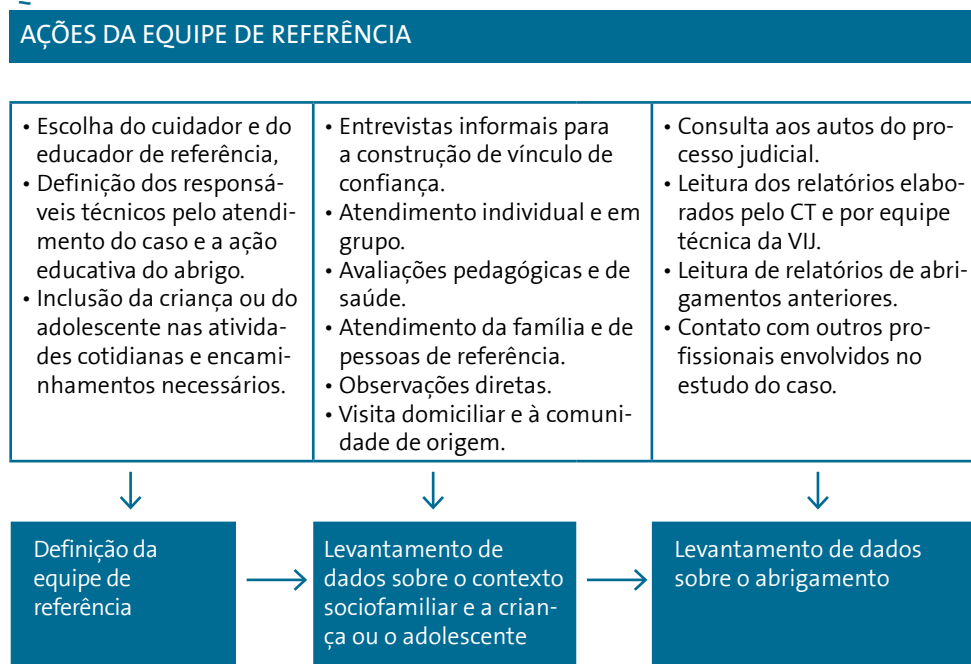 AÇÕES DA EQUIPE DE REFERÊNCIA
• Escolha do cuidador e do
educador de referência,
• Definição dos responsá-
veis técnicos pelo atendi-
mento do caso e a ação
educativa do abrigo.
• Inclusão da criança ou do
adolescente nas ativida-
des cotidianas e encami-
nhamentos necessários.
• Entrevistas informais para
a construção de vínculo de
confiança.
• Atendimento individual e em
grupo.
• Avaliações pedagógicas e de
saúde.
• Atendimento da família e de
pessoas de referência.
• Observações diretas.
• Visita domiciliar e à comuni-
dade de origem.
• Consulta aos autos do pro-
cesso judicial.
• Leitura dos relatórios elabo-
rados pelo CT e por equipe
técnica da VIJ.
• Leitura de relatórios de abri-
gamentos anteriores.
• Contato com outros pro-
fissionais envolvidos no
estudo do caso.
Definição da
equipe de
referência
Levantamento de
dados sobre o contexto
sociofamiliar e a crian-
ça ou o adolescente
Levantamento de dados
sobre o abrigamento